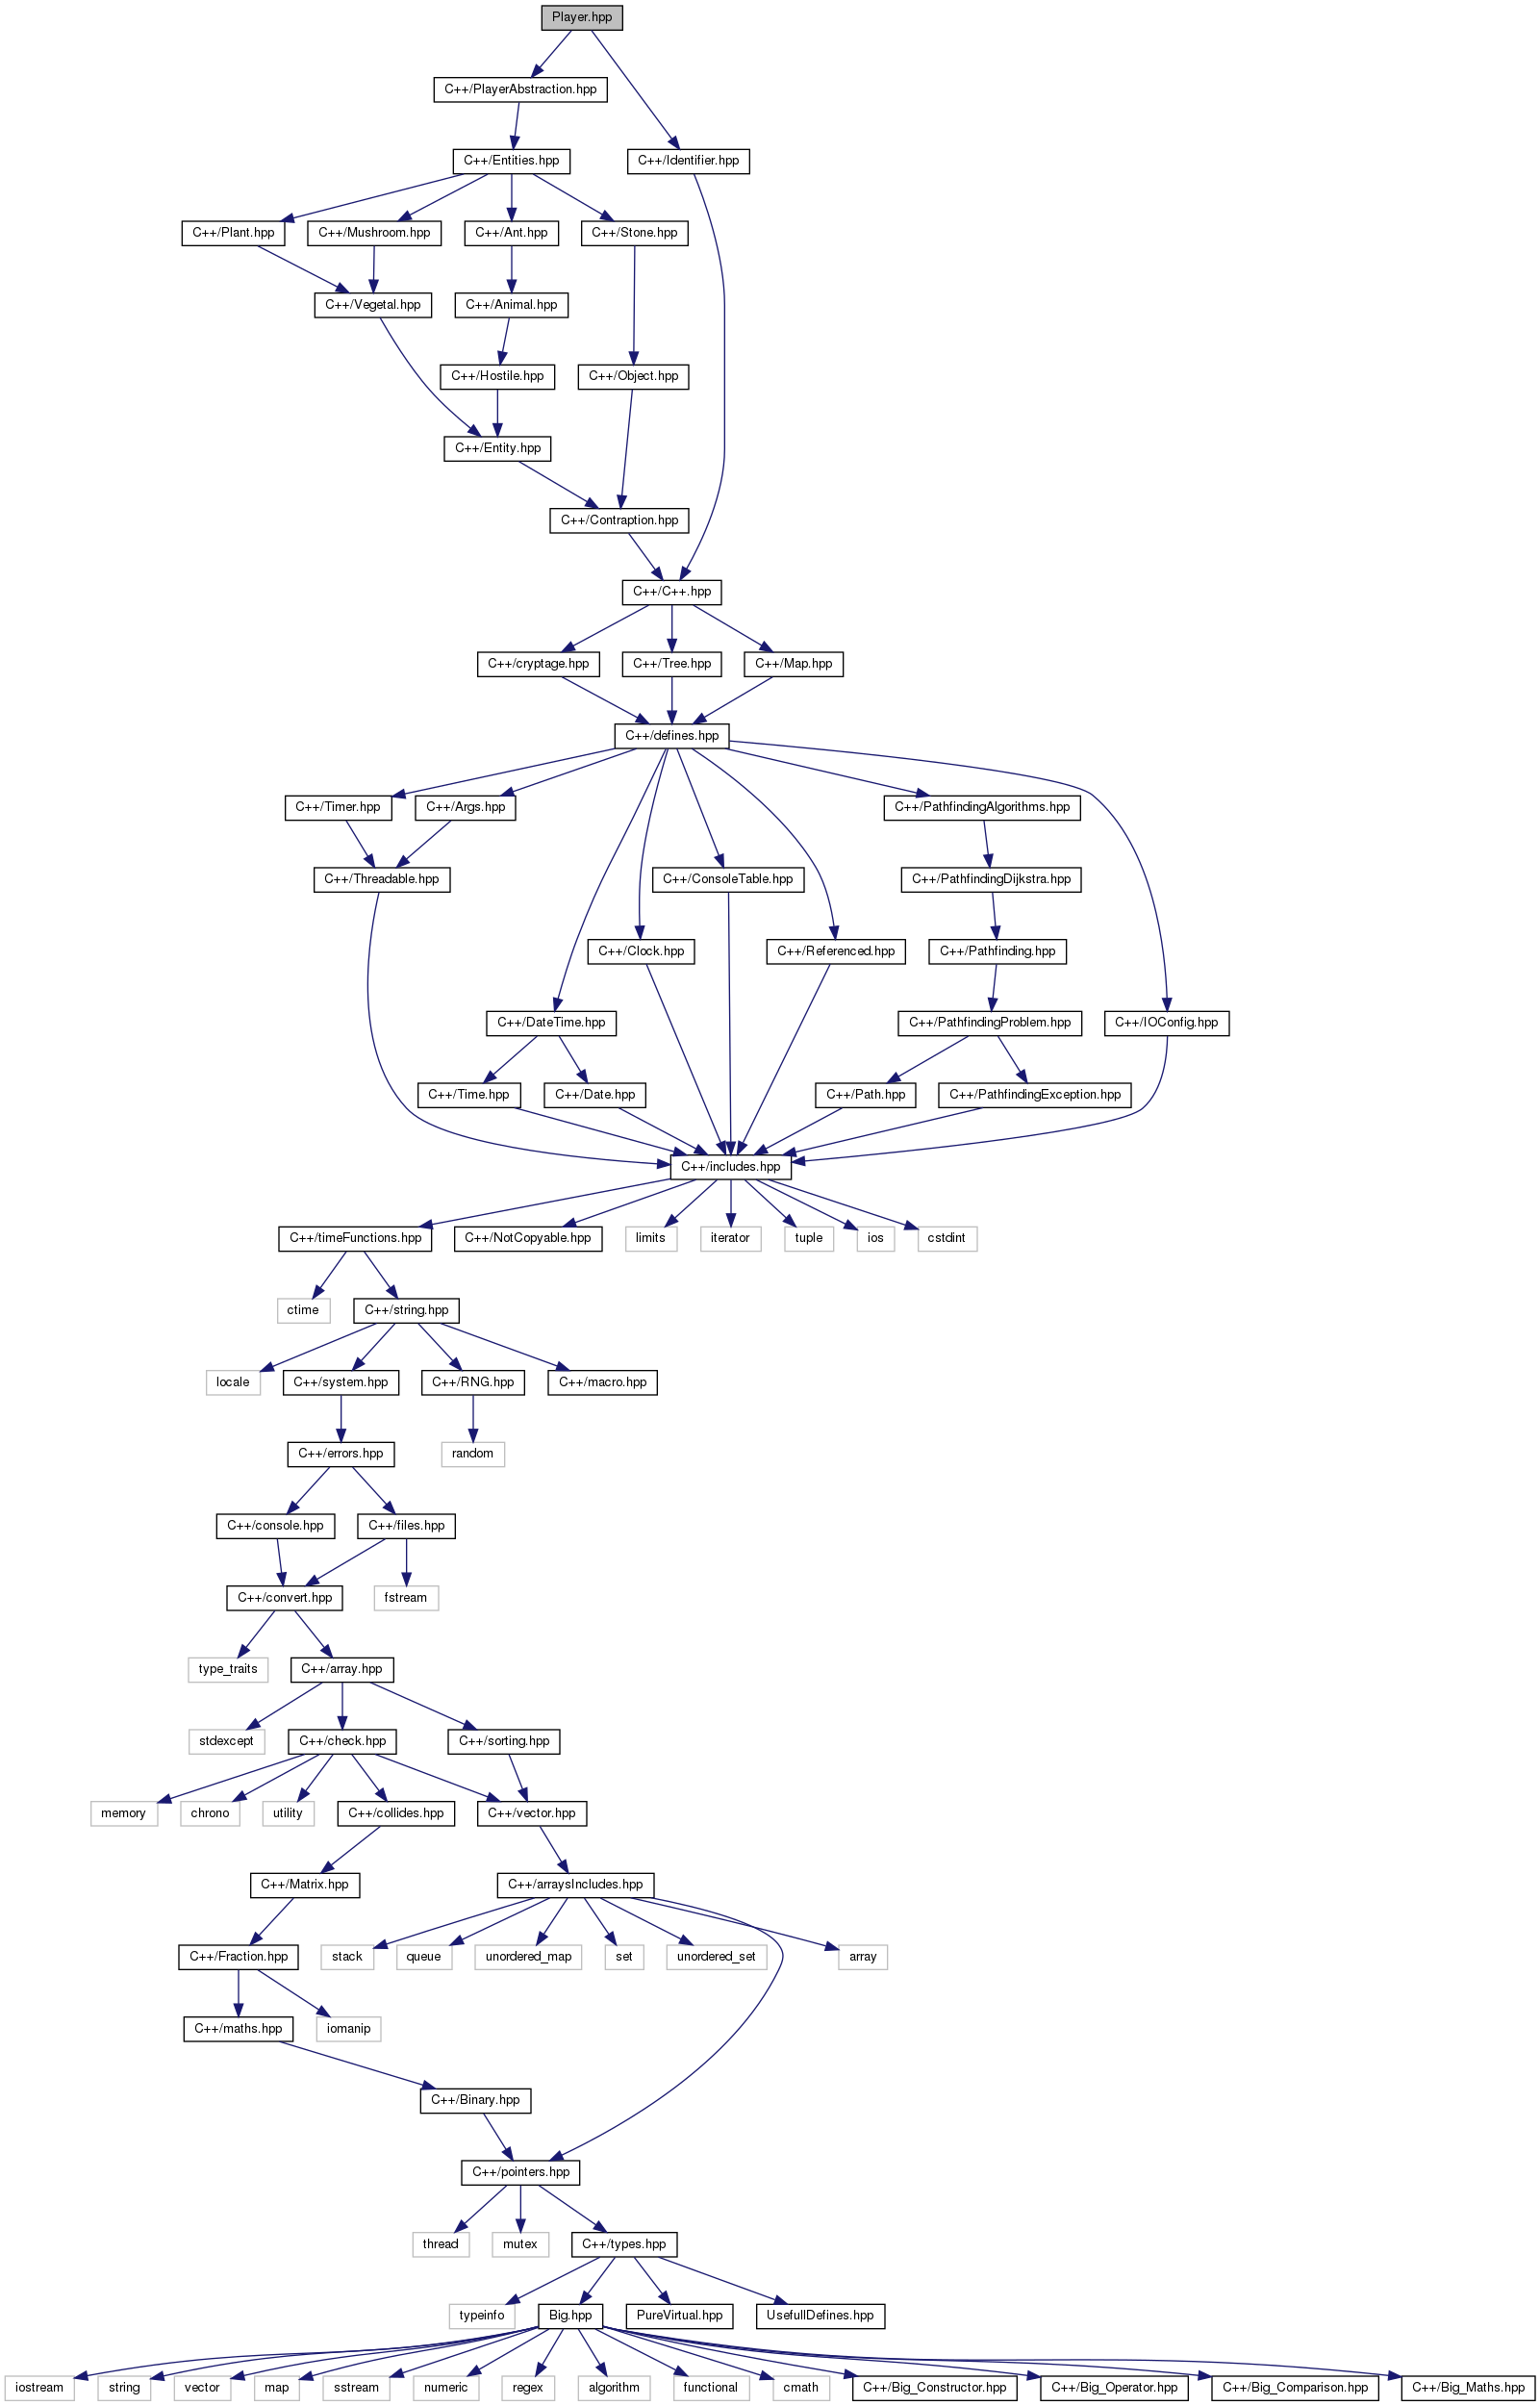 Player.hpp
C++/PlayerAbstraction.hpp
C++/Entities.hpp
C++/Identifier.hpp
C++/Plant.hpp
C++/Mushroom.hpp
C++/Ant.hpp
C++/Stone.hpp
C++/Vegetal.hpp
C++/Animal.hpp
C++/Hostile.hpp
C++/Object.hpp
C++/Entity.hpp
C++/Contraption.hpp
C++/C++.hpp
C++/cryptage.hpp
C++/Tree.hpp
C++/Map.hpp
C++/defines.hpp
C++/Timer.hpp
C++/Args.hpp
C++/PathfindingAlgorithms.hpp
C++/Threadable.hpp
C++/ConsoleTable.hpp
C++/PathfindingDijkstra.hpp
C++/Clock.hpp
C++/Referenced.hpp
C++/Pathfinding.hpp
C++/DateTime.hpp
C++/PathfindingProblem.hpp
C++/IOConfig.hpp
C++/Time.hpp
C++/Date.hpp
C++/Path.hpp
C++/PathfindingException.hpp
C++/includes.hpp
C++/timeFunctions.hpp
C++/NotCopyable.hpp
limits
iterator
tuple
ios
cstdint
ctime
C++/string.hpp
locale
C++/system.hpp
C++/RNG.hpp
C++/macro.hpp
C++/errors.hpp
random
C++/console.hpp
C++/files.hpp
C++/convert.hpp
fstream
type_traits
C++/array.hpp
stdexcept
C++/check.hpp
C++/sorting.hpp
memory
chrono
utility
C++/collides.hpp
C++/vector.hpp
C++/Matrix.hpp
C++/arraysIncludes.hpp
C++/Fraction.hpp
stack
queue
unordered_map
set
unordered_set
array
C++/maths.hpp
iomanip
C++/Binary.hpp
C++/pointers.hpp
thread
mutex
C++/types.hpp
typeinfo
Big.hpp
PureVirtual.hpp
UsefullDefines.hpp
iostream
string
vector
map
sstream
numeric
regex
algorithm
functional
cmath
C++/Big_Constructor.hpp
C++/Big_Operator.hpp
C++/Big_Comparison.hpp
C++/Big_Maths.hpp